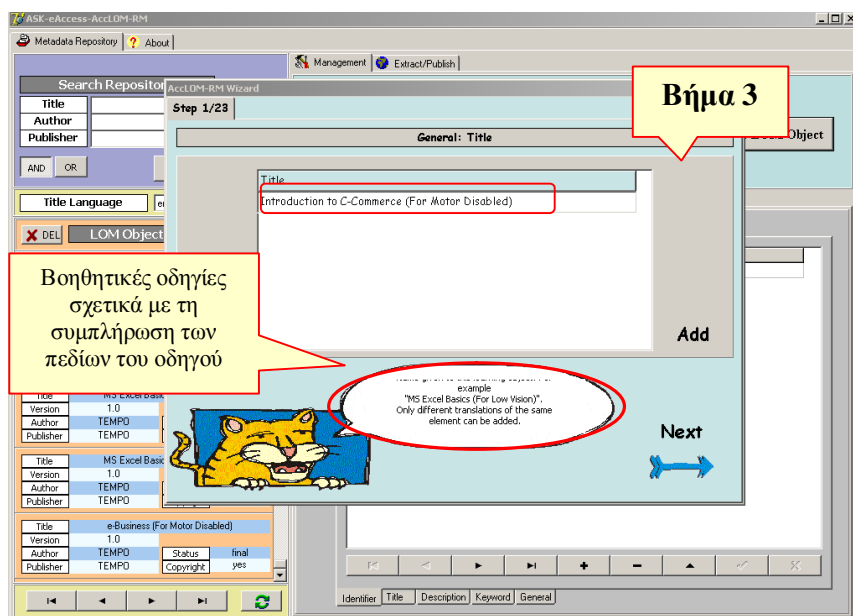 ASK-eAccess-AccLOM-RM
Metadata Repository
? About
Management
Extract/Publish
Search Repositor
AccLOM-RM Wizard
Step 1/23
Βήμα 3
Title
Author
Publisher
General: Title
Object
AND
OR
Title
Introduction to C-Commerce (For Motor Disabled)
Title Language
DEL
LOM Object
Βοηθητικές οδηγίες
σχετικά με τη
συμπλήρωση των
πεδίων του οδηγού
Add
example
"MS Excel Basics (For Low Vision)".
Only different translations of the same
element can be added.
Next
Title MS Excel Basic
Version 1.0
Author TEMPO
Publisher TEMPO
Title MS Excel Basic
Version 1.0
Author TEMPO
Publisher TEMPO
Title e-Business (For Motor Disabled)
Version 1.0
Author TEMPO Status final
Publisher TEMPO Copyright yes
Identifier Title Description Keyword General